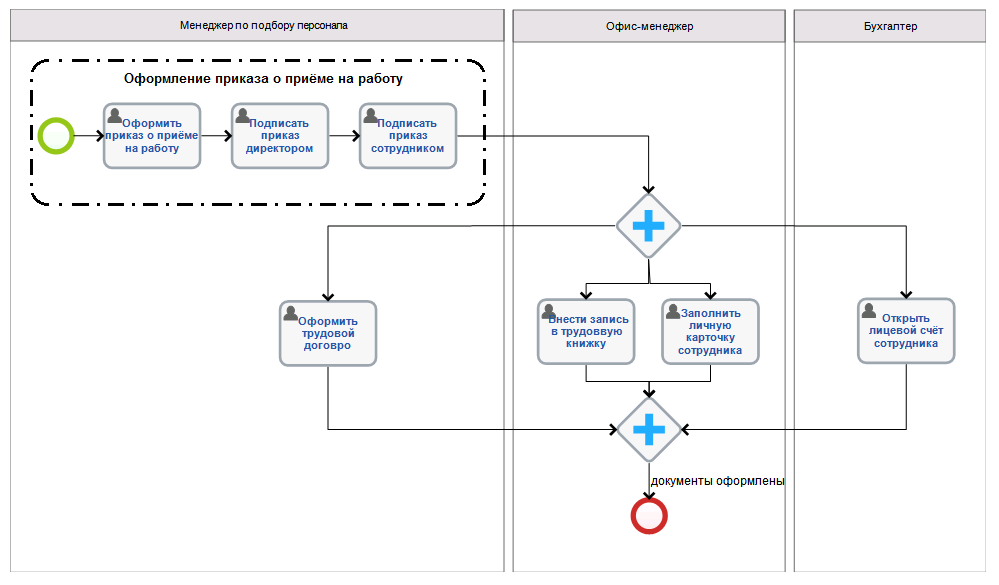 Менеджер по подбору персонала
Офис-менеджер
Бухгалтер
Оформление приказа о приёме на работу
Оформить
приказ о приёме
на работу
Подписать
приказ
директором
Подписать
приказ
сотрудником
Оформить
трудовой
договро
Внести запись
в трудоввую
книжку
Заполнить
личную
карточку
сотрудника
Открыть
лицевой счёт
сотрудника
документы оформлены